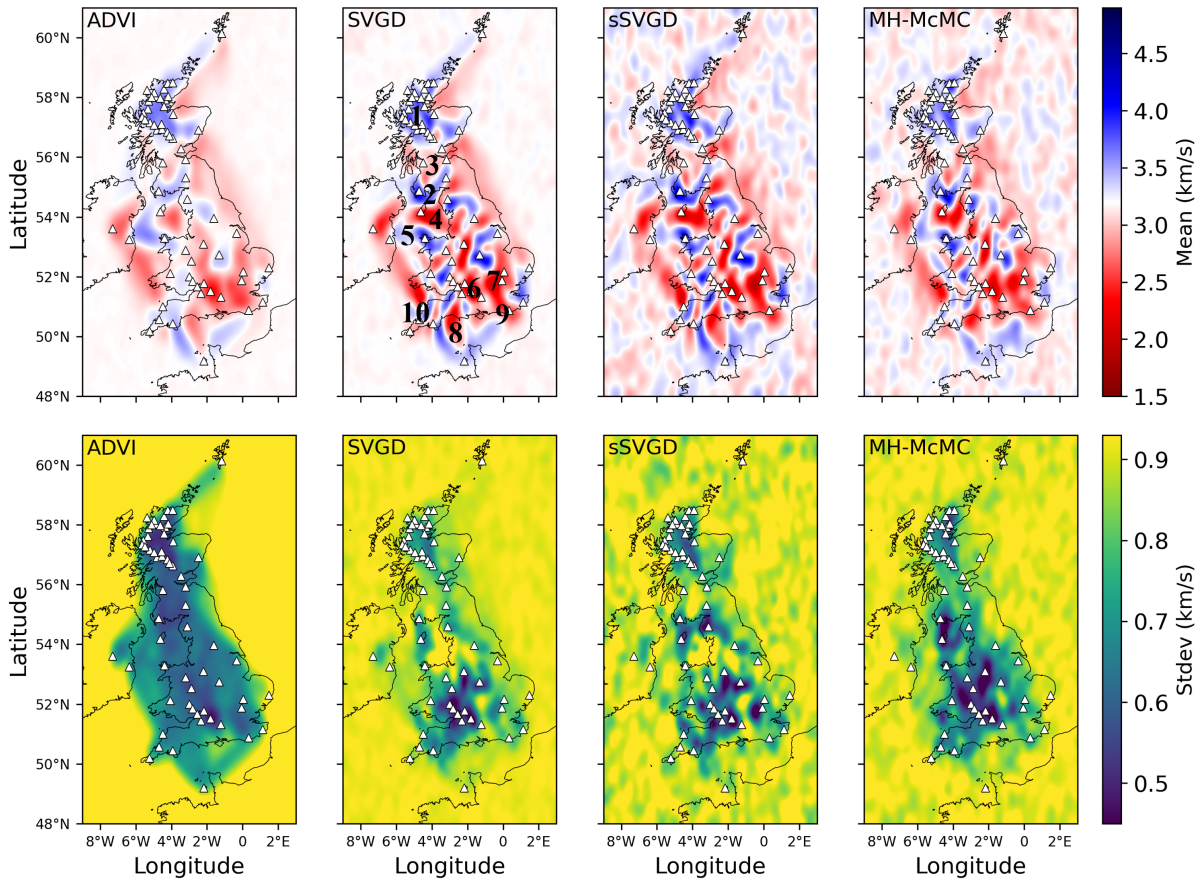 ADVI SVGD sSVGD MH-McMC
60°N
58°N
56°N
54°N
52°N
50°N
48°N
Latitude
1
3
2
4
5
7
6
10
9
8
4.5
4.0
3.5
3.0
2.5
2.0
1.5
Mean (km/s)
ADVI SVGD sSVGD MH-McMC
60°N
58°N
56°N
54°N
52°N
50°N
48°N
Latitude
0.9
0.8
0.7
0.6
0.5
Stdev (km/s)
8°W 6°W 4°W 2°W 0 2°E 8°W 6°W 4°W 2°W 0 2°E 8°W 6°W 4°W 2°W 0 2°E 8°W 6°W 4°W 2°W 0 2°E
Longitude Longitude Longitude Longitude